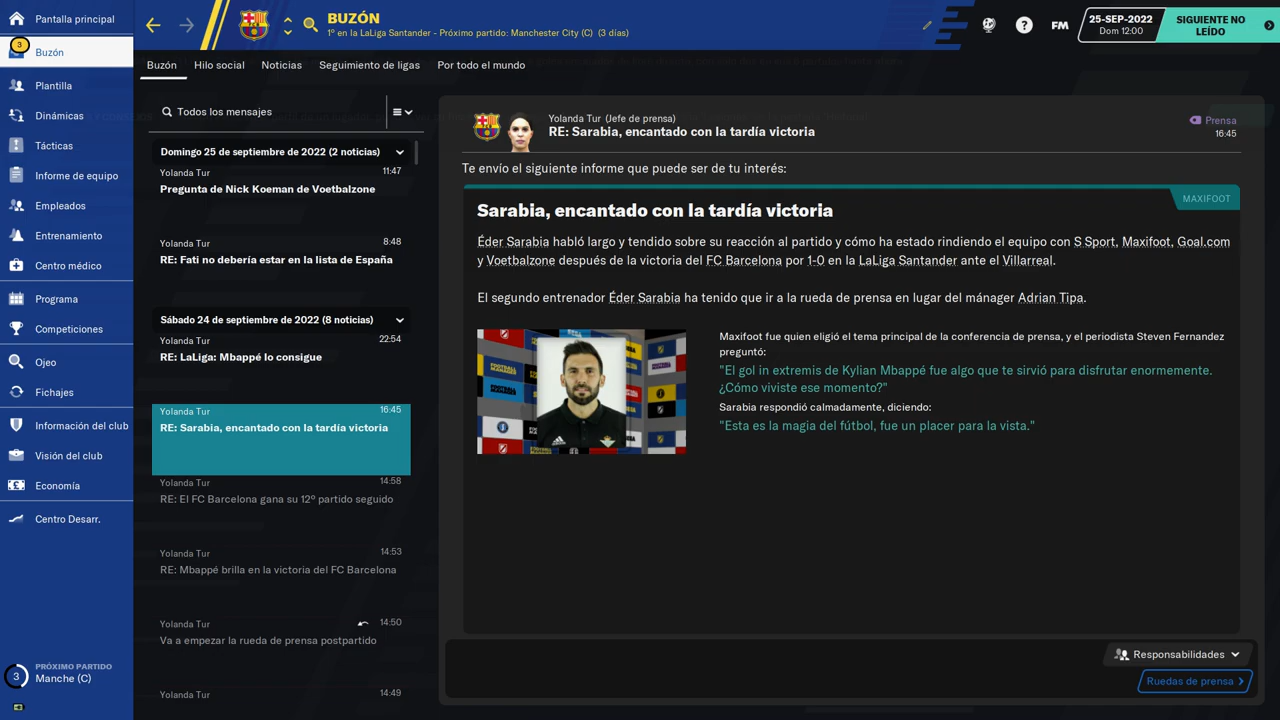 Pantalla principal
3
Buzón
Plantilla
Dinámicas
Tácticas
Informe de equipo
Empleados
Entrenamiento
Centro médico
Programa
Competiciones
Ojeo
Fichajes
Información del club
Visión del club
Economía
Centro Desarr.
3
PRÓXIMO PARTIDO
Manche (C)
BUZÓN
1º en la LaLiga Santander - Próximo partido: Manchester City (C) (3 días)
?
FM
25-SEP-2022
Dom 12:00
SIGUIENTE NO
LEÍDO
Buzón Hilo social Noticias Seguimiento de ligas Por todo el mundo
Todos los mensajes
Domingo 25 de septiembre de 2022 (2 noticias)
Yolanda Tur 11:47
Pregunta de Nick Koeman de Voetbalzone
Yolanda Tur 8:48
RE: Fati no debería estar en la lista de España
Sábado 24 de septiembre de 2022 (8 noticias)
Yolanda Tur 22:54
RE: LaLiga: Mbappé lo consigue
Yolanda Tur 16:45
RE: Sarabia, encantado con la tardía victoria
Yolanda Tur 14:58
RE: El FC Barcelona gana su 12º partido seguido
Yolanda Tur 14:53
RE: Mbappé brilla en la victoria del FC Barcelona
Yolanda Tur 14:50
Va a empezar la rueda de prensa postpartido
Yolanda Tur 14:49
Yolanda Tur (Jefe de prensa)
RE: Sarabia, encantado con la tardía victoria
Prensa
16:45
Te envío el siguiente informe que puede ser de tu interés:
MAXIFOOT
Sarabia, encantado con la tardía victoria
Éder Sarabia habló largo y tendido sobre su reacción al partido y cómo ha estado rindiendo el equipo con S Sport, Maxifoot, Goal.com
y Voetbalzone después de la victoria del FC Barcelona por 1-0 en la LaLiga Santander ante el Villarreal.
El segundo entrenador Éder Sarabia ha tenido que ir a la rueda de prensa en lugar del mánager Adrian Tipa.
Maxifoot fue quien eligió el tema principal de la conferencia de prensa, y el periodista Steven Fernandez
preguntó:
"El gol in extremis de Kylian Mbappé fue algo que te sirvió para disfrutar enormemente.
¿Cómo viviste ese momento?"
Sarabia respondió calmadamente, diciendo:
"Esta es la magia del fútbol, fue un placer para la vista."
Responsabilidades
Ruedas de prensa